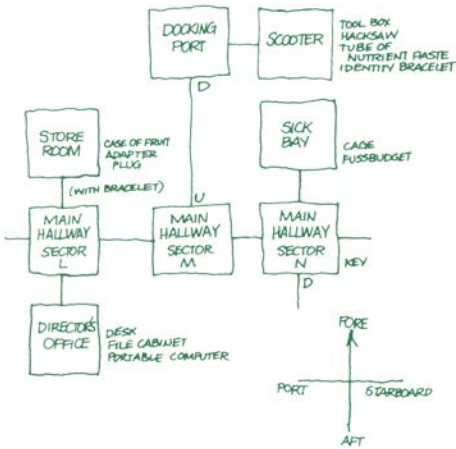 DOCKING
PORT
SCOOTER
TOOL BOX
HACKSAW
TUBE OF
NUTRIENT PASTE
IDENTITY BRACELET
D
STORE
ROOM
CASE OF FRUIT
ADAPTER
PLUG
(WITH BRACELET)
SICK
BAY
CAGE
FUSSBUDGET
U
MAIN
HALLWAY
SECTOR
L
MAIN
HALLWAY
SECTOR
M
MAIN
HALLWAY
SECTOR
N
KEY
D
DIRECTOR'S
OFFICE
DESK
FILE CABINET
PORTABLE COMPUTER
FORE
PORT
STARBOARD
AFT